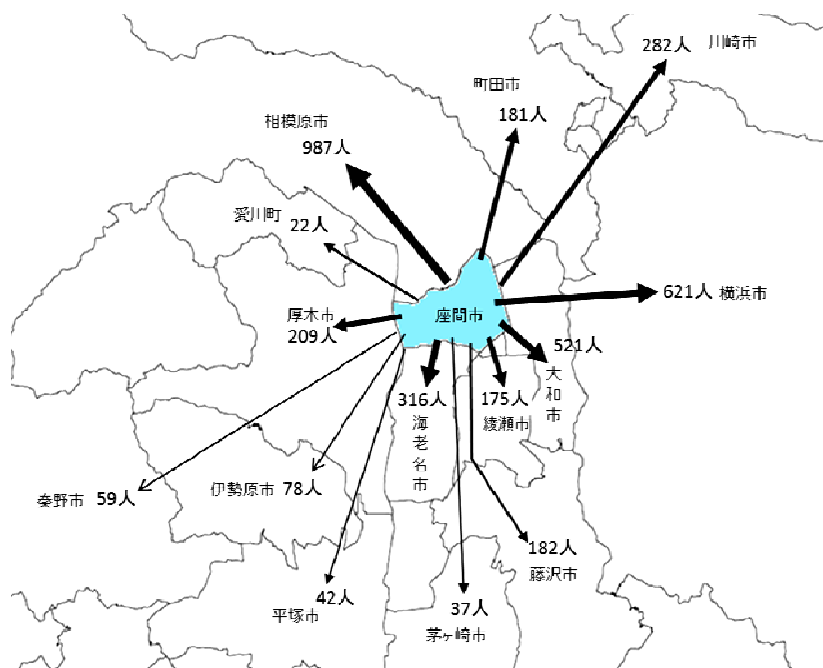 282人 川崎市
町田市
181人
相模原市
987人
愛川町 22人
厚木市
209人
座間市
621人 横浜市
521人
大和市
316人
海老名市
175人
綾瀬市
秦野市 59人
伊勢原市 78人
182人
藤沢市
42人
平塚市
37人
茅ヶ崎市